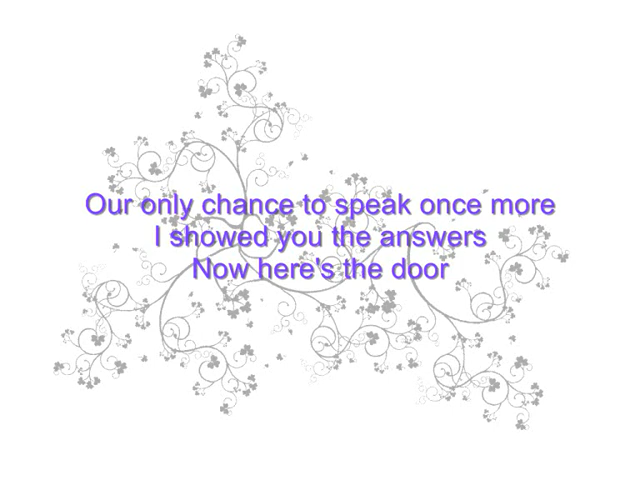 Our only chance to speak once more
I showed you the answers
Now here's the door